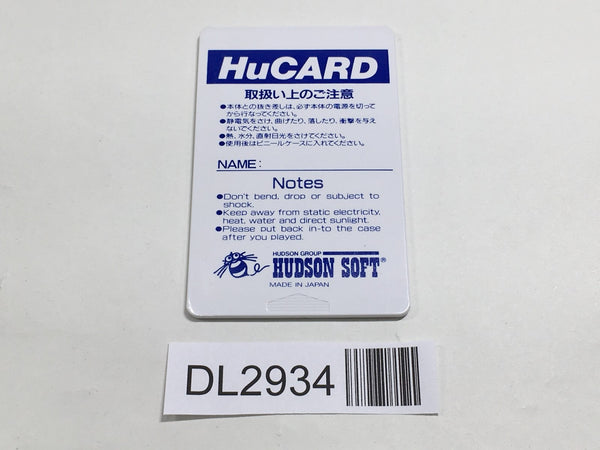 HuCARD
取扱い上のご注意
●本体との抜き差しは、必ず本体の電源を切って
から行なってください。
●静電気をさけ、曲げたり、落したり、衝撃を与え
ないでください。
●熱、水分、直射日光をさけてください。
●使用後はビニールケースに入れてください。
NAME:
Notes
●Don't bend, drop or subject to
shock.
●Keep away from static electricity,
heat, water and direct sunlight.
●Please put back in-to the case
after you played.
HUDSON GROUP
HUDSON SOFT®
MADE IN JAPAN
DL2934